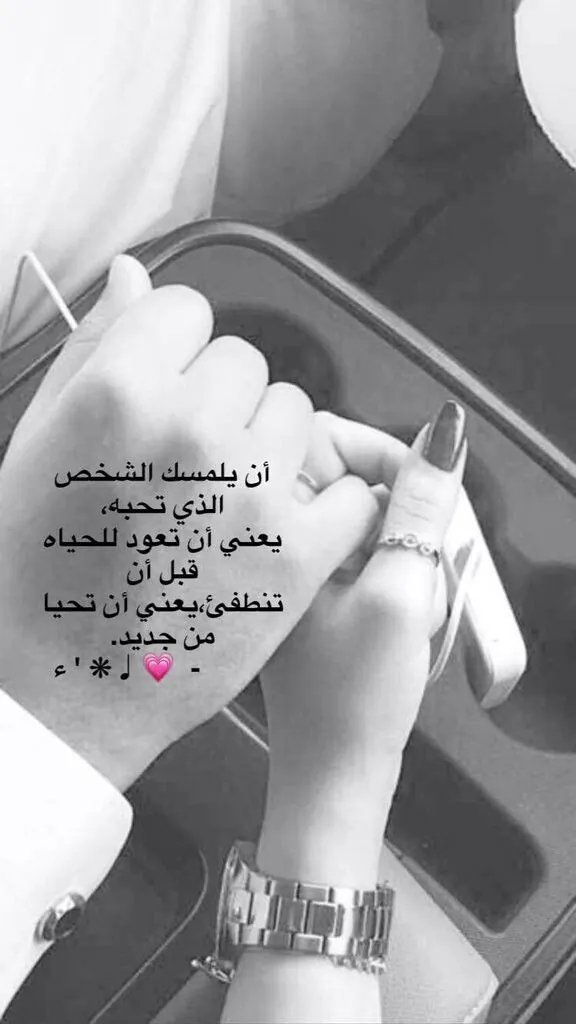 أن يلمسك الشخص
الذي تحبه،
يعني أن تعود للحياه
قبل أن
تنطفئ،يعني أن تحيا
من جديد.
- 💗 ♩ ❋ ' ء